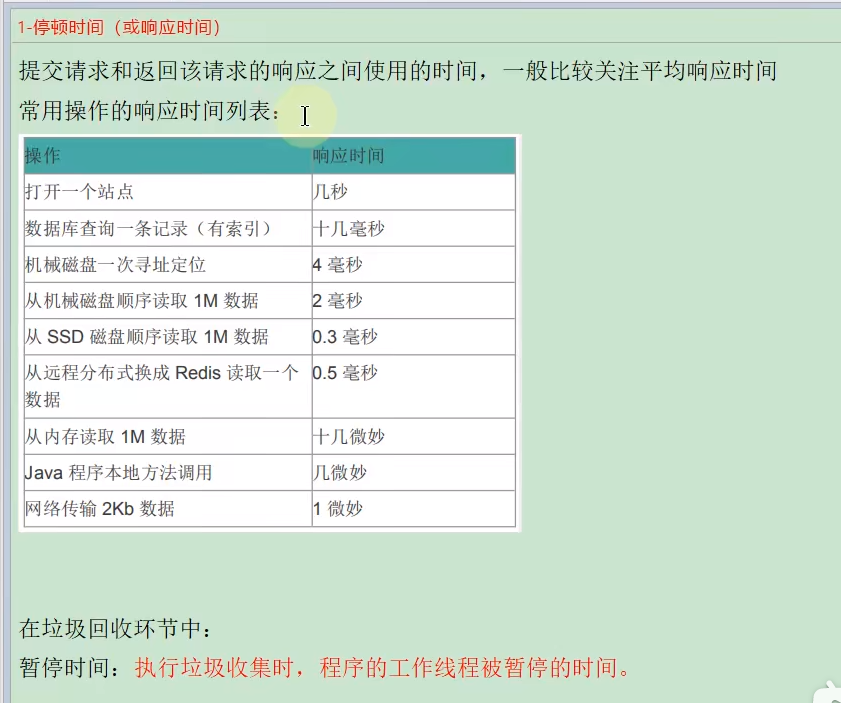 1-停顿时间（或响应时间）
提交请求和返回该请求的响应之间使用的时间，一般比较关注平均响应时间
常用操作的响应时间列表：
操作 响应时间
打开一个站点 几秒
数据库查询一条记录（有索引） 十几毫秒
机械磁盘一次寻址定位 4 毫秒
从机械磁盘顺序读取 1M 数据 2 毫秒
从 SSD 磁盘顺序读取 1M 数据 0.3 毫秒
从远程分布式换成 Redis 读取一个 0.5 毫秒
数据
从内存读取 1M 数据 十几微妙
Java 程序本地方法调用 几微妙
网络传输 2Kb 数据 1 微妙
在垃圾回收环节中：
暂停时间：执行垃圾收集时，程序的工作线程被暂停的时间。